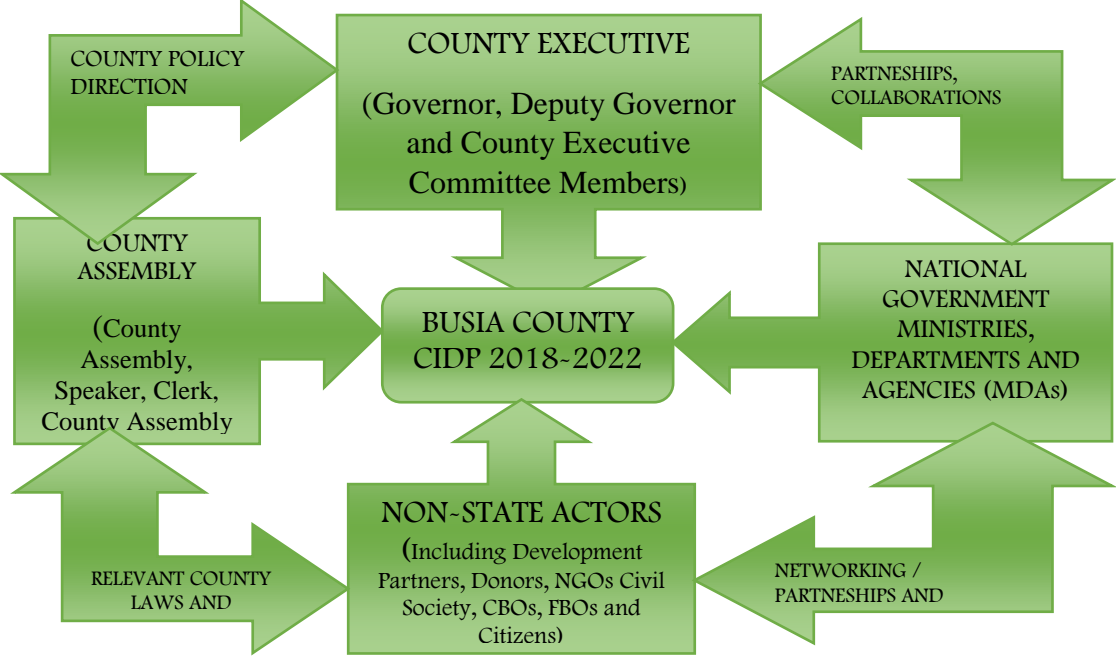 COUNTY POLICY
DIRECTION
COUNTY EXECUTIVE
(Governor, Deputy Governor
and County Executive
Committee Members)
PARTNESHIPS,
COLLABORATIONS
COUNTY
ASSEMBLY
(County
Assembly,
Speaker, Clerk,
County Assembly
BUSIA COUNTY
CIDP 2018-2022
NATIONAL
GOVERNMENT
MINISTRIES,
DEPARTMENTS AND
AGENCIES (MDAs)
RELEVANT COUNTY
LAWS AND
NON-STATE ACTORS
(Including Development
Partners, Donors, NGOs Civil
Society, CBOs, FBOs and
Citizens)
NETWORKING /
PARTNESHIPS AND